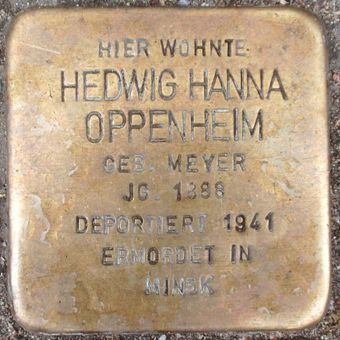 HIER WOHNTE
HEDWIG HANNA
OPPENHEIM
GEB. MEYER
JG. 1888
DEPORTIERT 1941
ERMORDET IN
MINSK